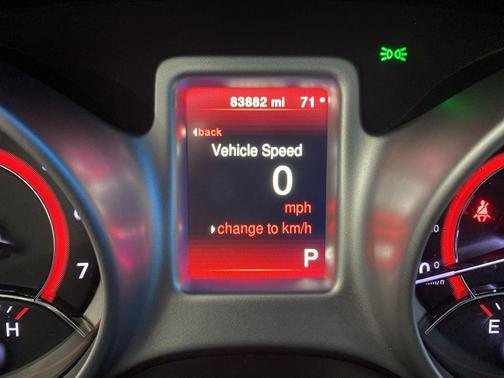 83882 mi 71°
back
Vehicle Speed
0
mph
change to km/h
P
7
H
E